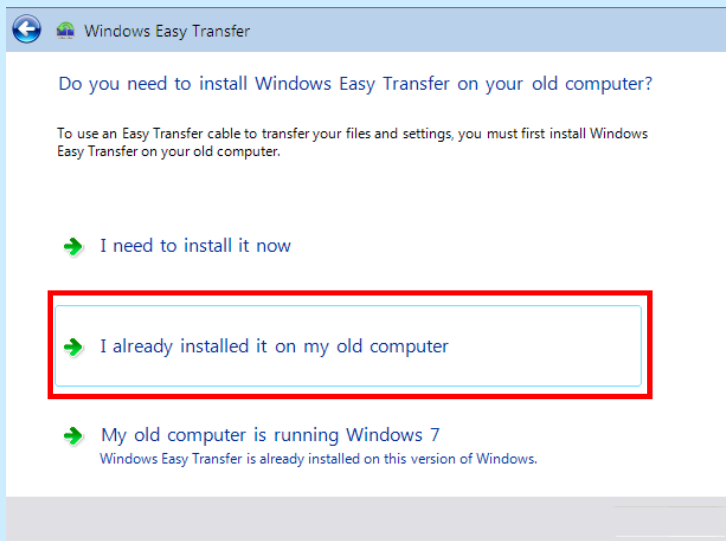 Windows Easy Transfer
Do you need to install Windows Easy Transfer on your old computer?
To use an Easy Transfer cable to transfer your files and settings, you must first install Windows
Easy Transfer on your old computer.
I need to install it now
I already installed it on my old computer
My old computer is running Windows 7
Windows Easy Transfer is already installed on this version of Windows.